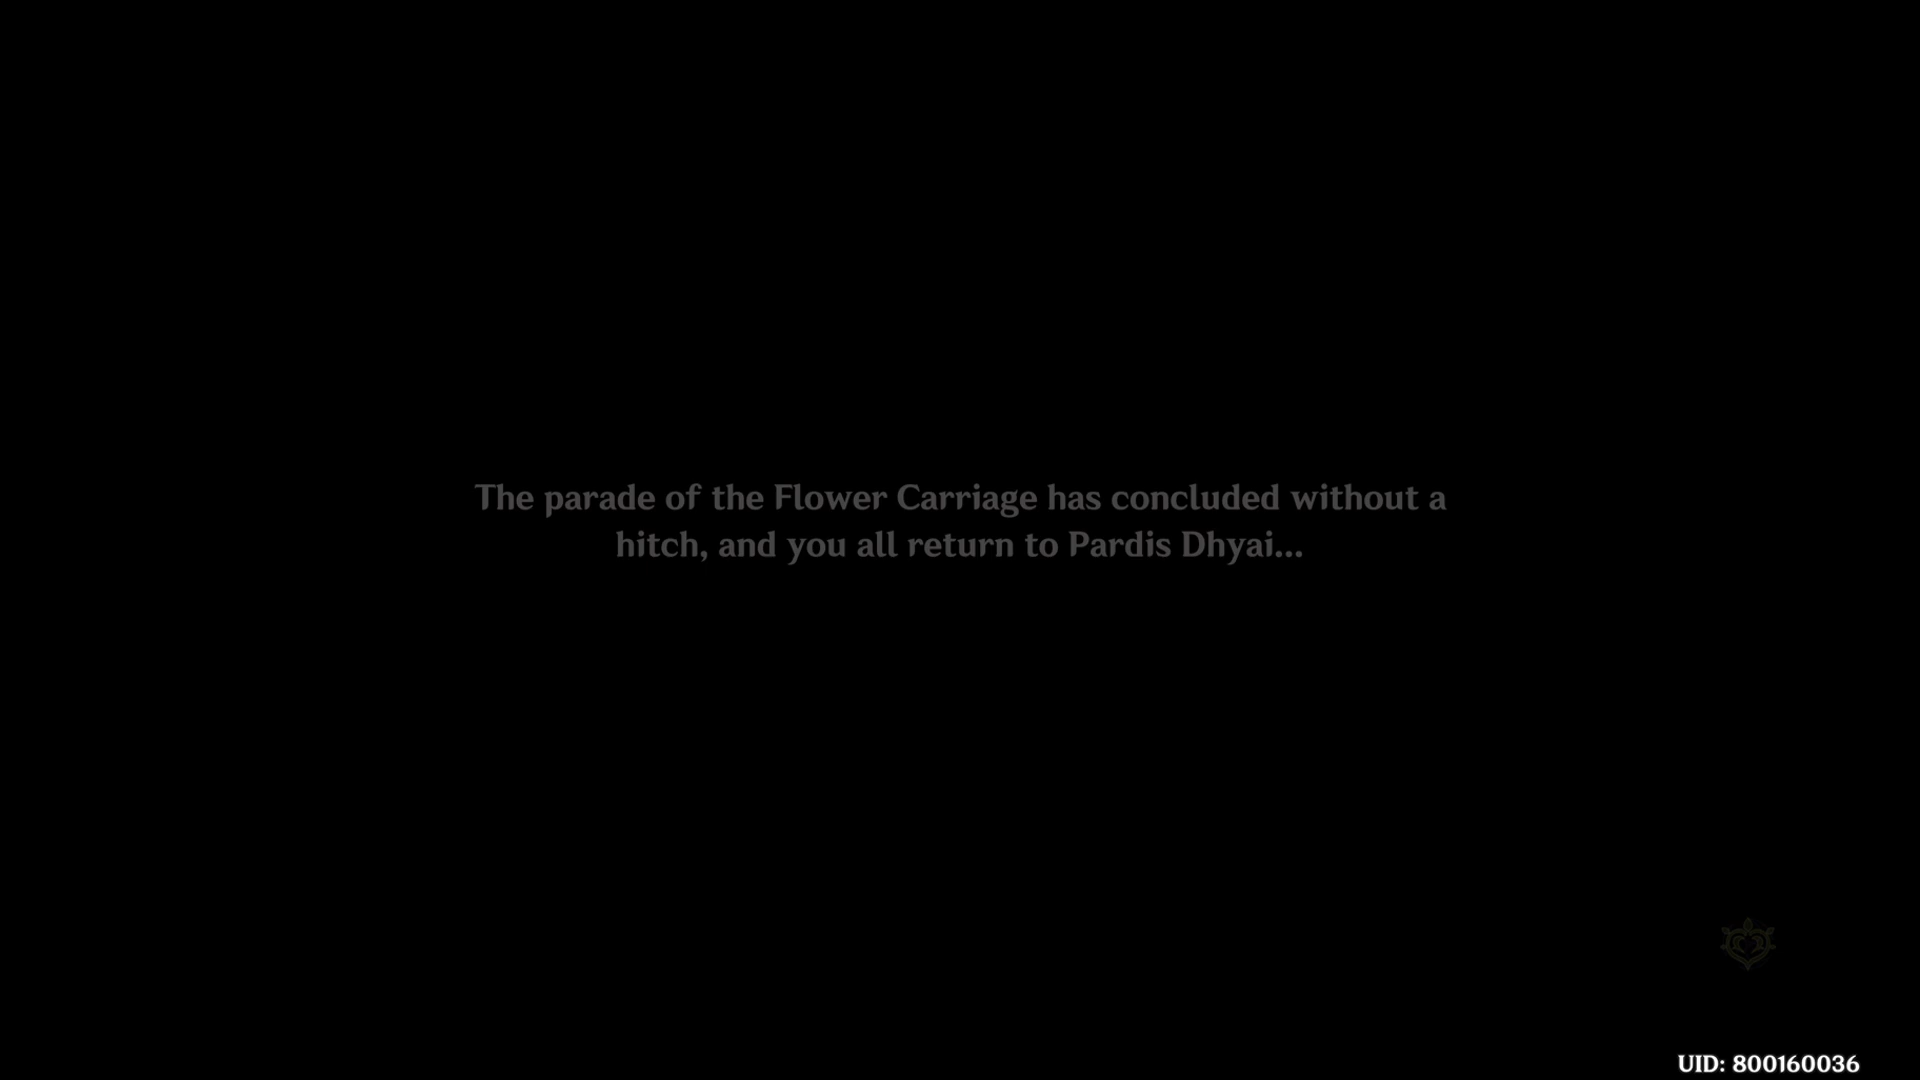 The parade of the Flower Carriage has concluded without a
hitch, and you all return to Pardis Dhyai...
UID: 800160036